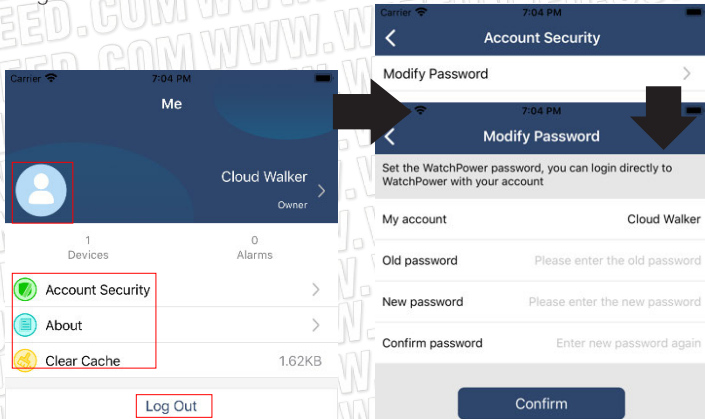 Carrier 7:04 PM
Me
Cloud Walker
Owner
1 0
Devices Alarms
Account Security
About
Clear Cache 1.62KB
Log Out
Carrier 7:04 PM
Account Security
Modify Password
7:04 PM
Modify Password
Set the WatchPower password, you can login directly to
WatchPower with your account
My account Cloud Walker
Old password Please enter the old password
New password Please enter the new password
Confirm password Enter new password again
Confirm